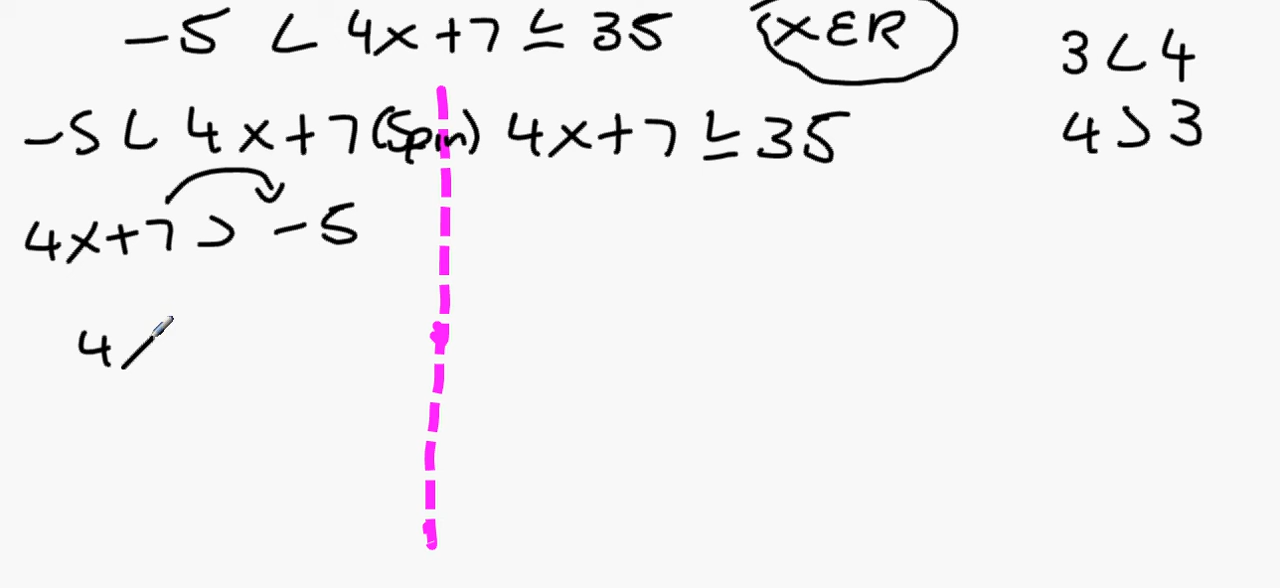 -5 < 4x+7 ≤ 35 (xεR
3 < 4
-5 < 4x+7 (Spin) 4x+7 ≤ 35
4 > 3
4x+7 > -5
4